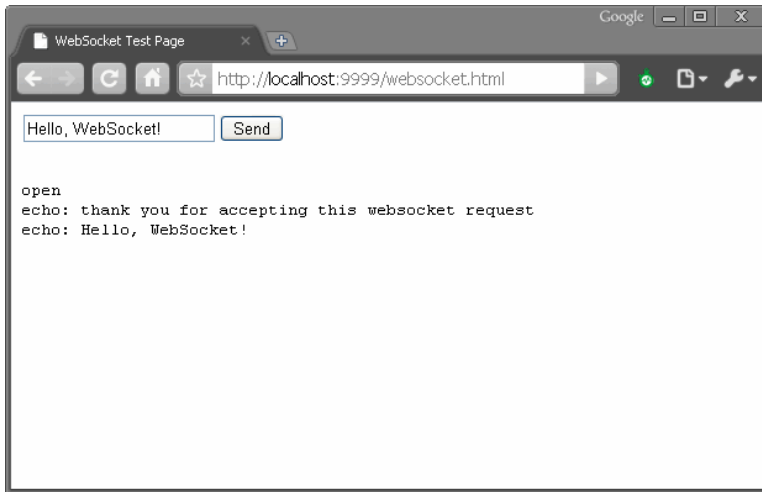 Google
WebSocket Test Page
http://localhost:9999/websocket.html
Hello, WebSocket! Send
open
echo: thank you for accepting this websocket request
echo: Hello, WebSocket!